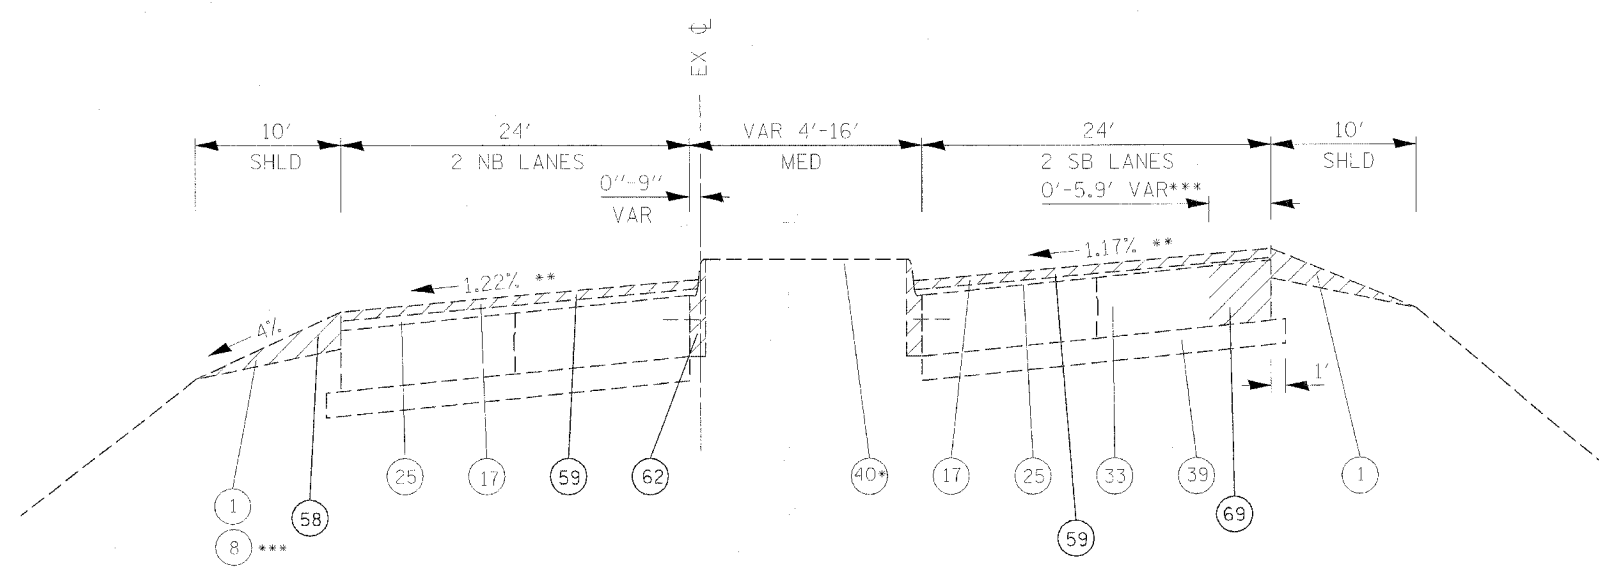 EX ℄
10' 24' VAR 4'-16' 24' 10'
SHLD 2 NB LANES MED 2 SB LANES SHLD
0''-9'' 0'-5.9' VAR***
VAR
1.22% ** 1.17% **
4%
1'
25 17 59 62 40* 17 25 33 39 1
1 58 69 59
8 ***